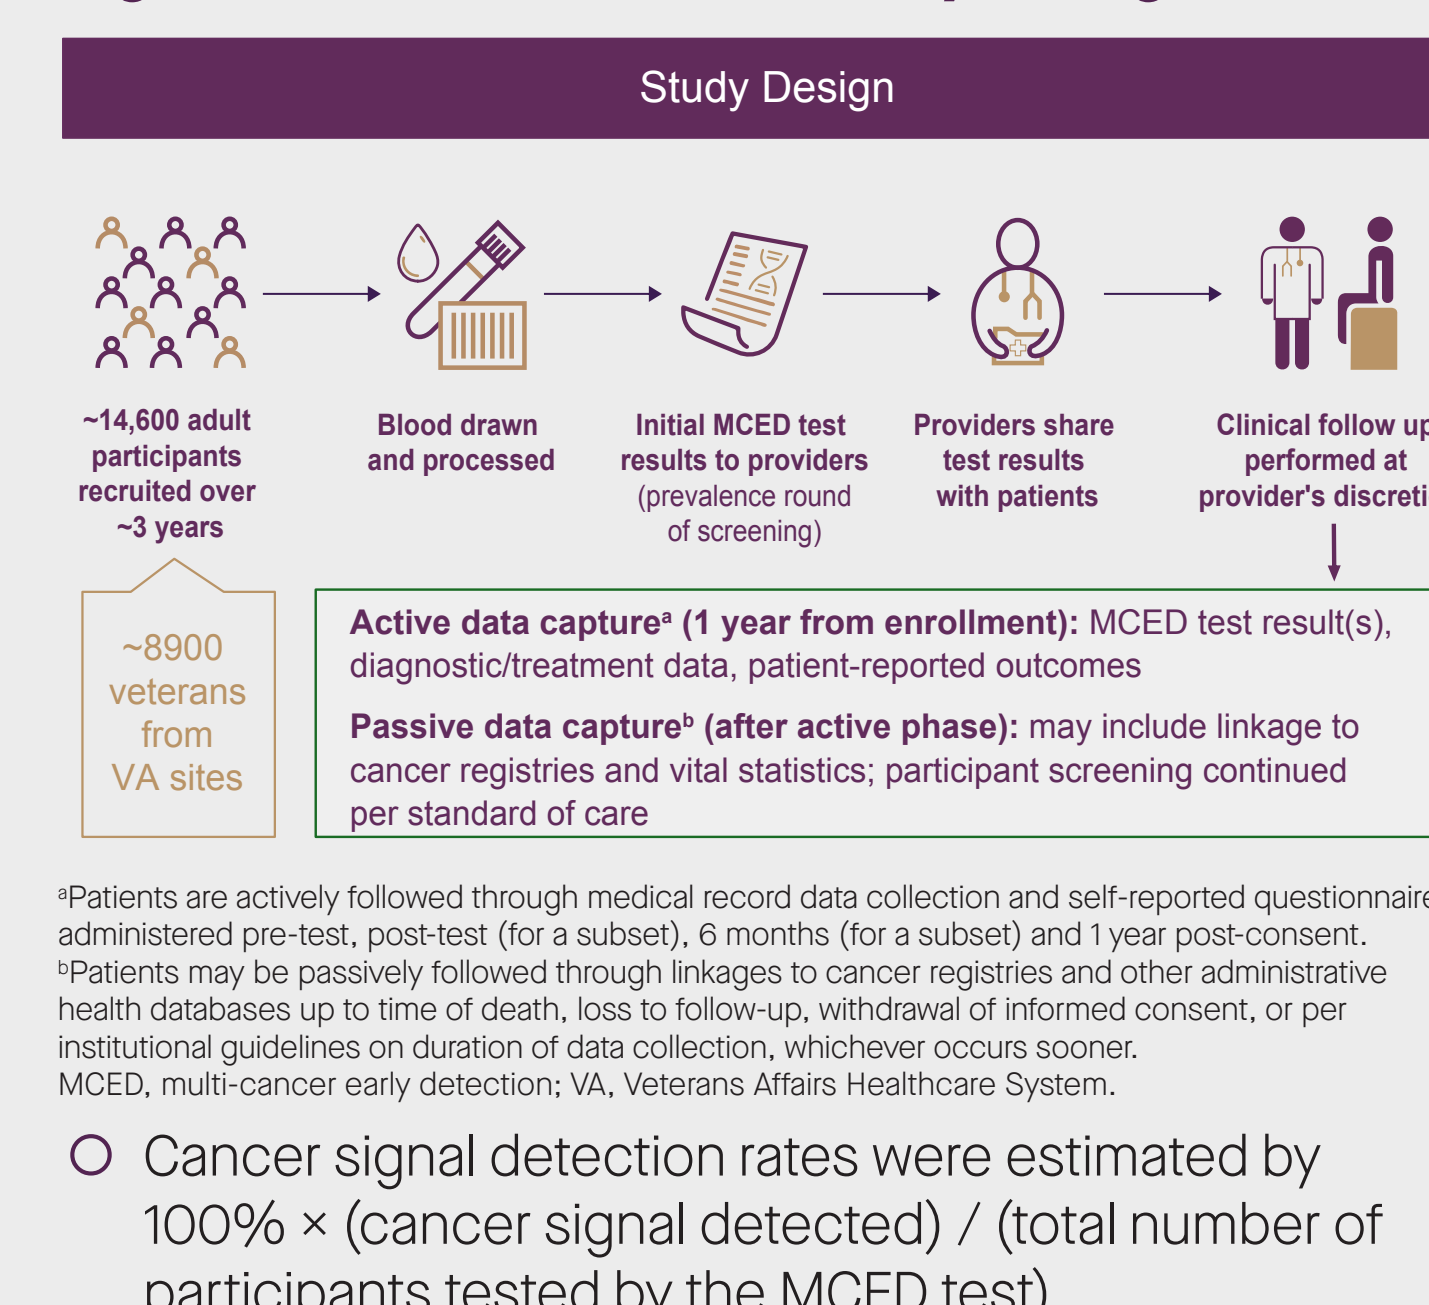 Study Design
~14,600 adult
participants
recruited over
~3 years
Blood drawn
and processed
Initial MCED test
results to providers
(prevalence round
of screening)
Providers share
test results
with patients
Clinical follow up
performed at
provider's discreti
~8900
veterans
from
VA sites
Active data captureᵃ (1 year from enrollment): MCED test result(s),
diagnostic/treatment data, patient-reported outcomes
Passive data captureᵇ (after active phase): may include linkage to
cancer registries and vital statistics; participant screening continued
per standard of care
ᵃPatients are actively followed through medical record data collection and self-reported questionnaire
administered pre-test, post-test (for a subset), 6 months (for a subset) and 1 year post-consent.
ᵇPatients may be passively followed through linkages to cancer registries and other administrative
health databases up to time of death, loss to follow-up, withdrawal of informed consent, or per
institutional guidelines on duration of data collection, whichever occurs sooner.
MCED, multi-cancer early detection; VA, Veterans Affairs Healthcare System.
Cancer signal detection rates were estimated by
100% × (cancer signal detected) / (total number of
participants tested by the MCED test)